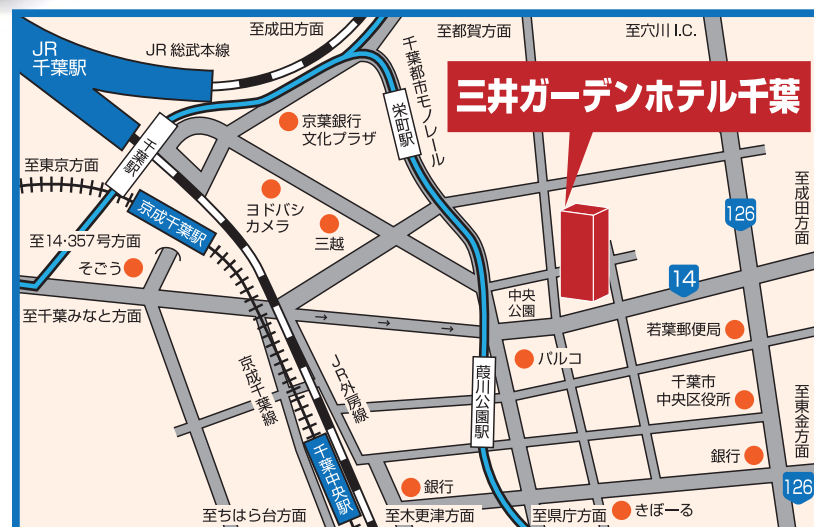 至成田方面
至都賀方面
至穴川I.C.
JR
千葉駅
JR総武本線
千葉都市モノレール
三井ガーデンホテル千葉
栄町駅
京葉銀行
文化プラザ
千葉駅
至東京方面
京成千葉駅
ヨドバシ
カメラ
三越
至成田方面
126
至14・357号方面
そごう
14
中央
公園
至千葉みなと方面
→
→
→
若葉郵便局
パルコ
京成千葉線
JR外房線
葭川公園駅
千葉市
中央区役所
至東金方面
千葉中央駅
銀行
銀行
126
至ちはら台方面
至木更津方面
至県庁方面
きぼーる